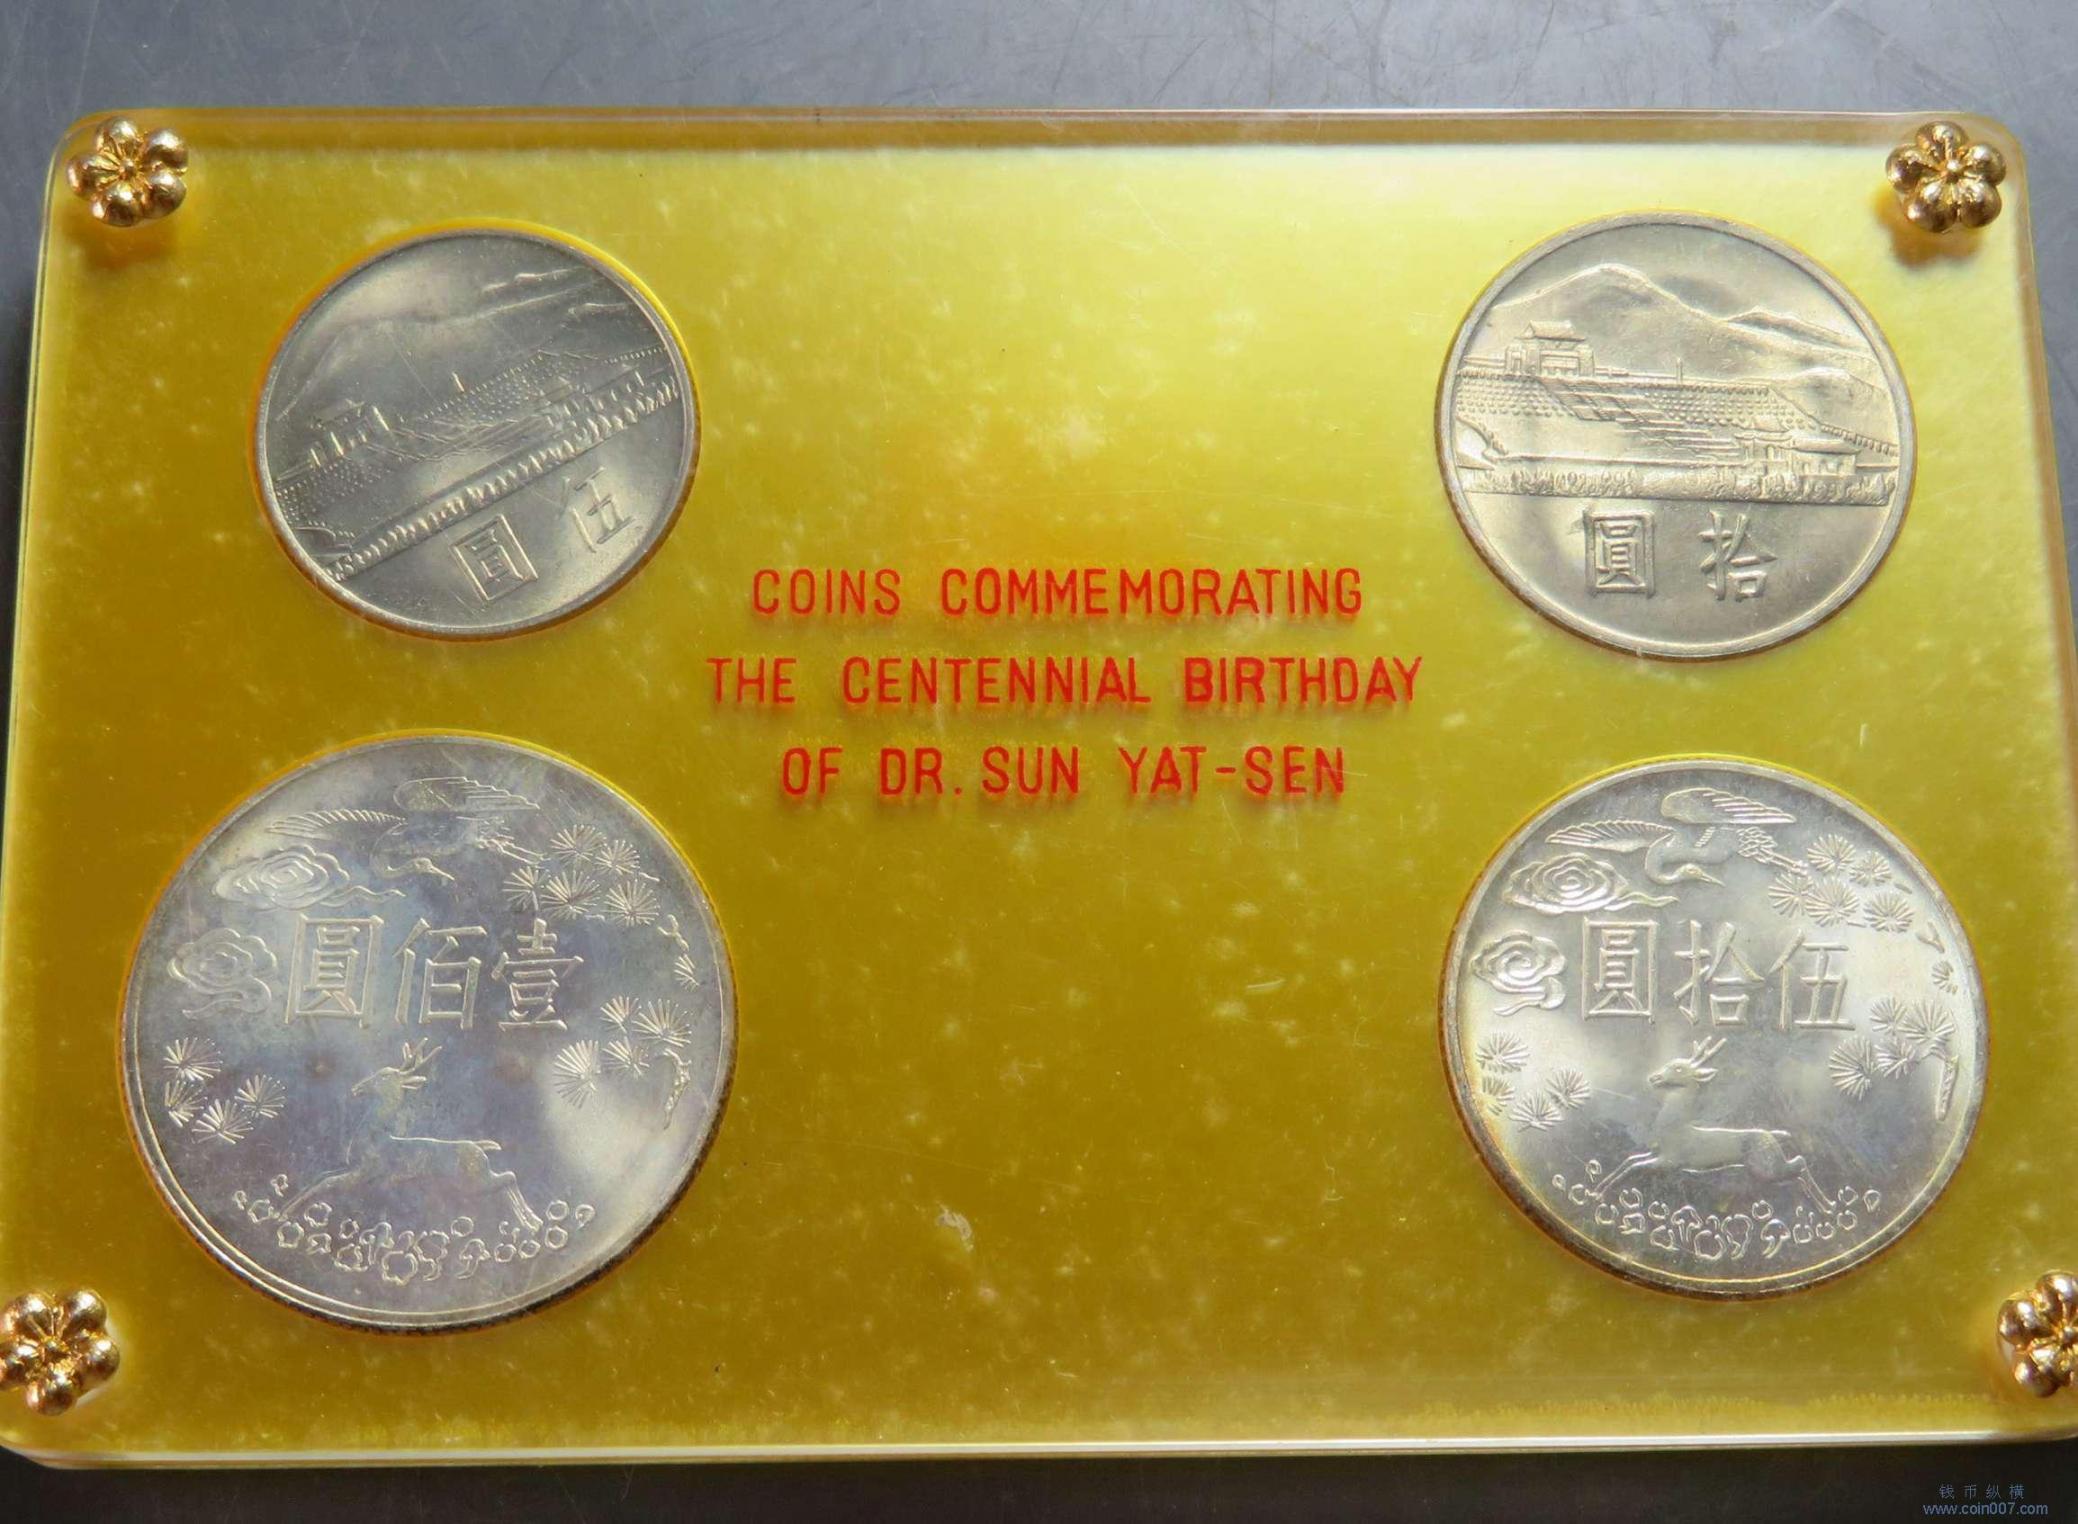 圓 伍
圓 拾
COINS COMMEMORATING
THE CENTENNIAL BIRTHDAY
OF DR. SUN YAT-SEN
圓佰壹
圓拾伍
钱币纵横
www.coin007.com